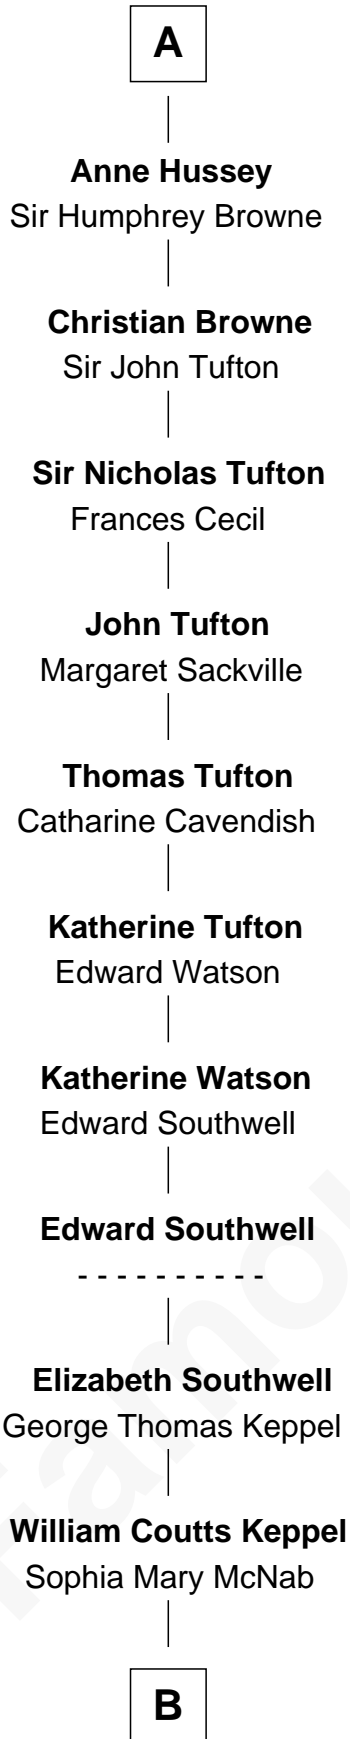 A
Anne Hussey
Sir Humphrey Browne
Christian Browne
Sir John Tufton
Sir Nicholas Tufton
Frances Cecil
John Tufton
Margaret Sackville
Thomas Tufton
Catharine Cavendish
Katherine Tufton
Edward Watson
Katherine Watson
Edward Southwell
Edward Southwell
- - - - - - - - - -
Elizabeth Southwell
George Thomas Keppel
William Coutts Keppel
Sophia Mary McNab
B